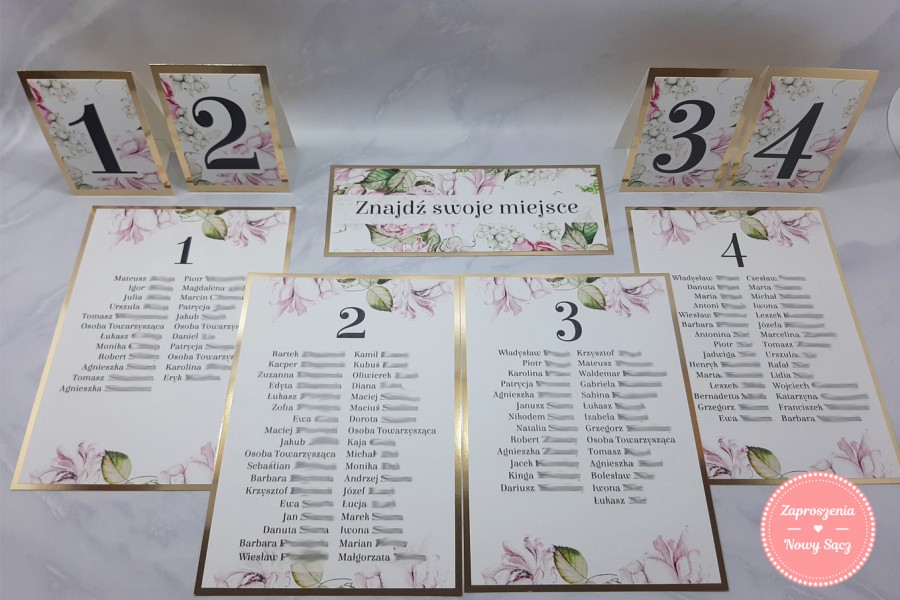 1
2
3
4
Znajdź swoje miejsce
1
Mateusz Piotr
Igor Magdalena
Julia Marcin
Urszula Patrycja
Tomasz Jakub
Osoba Towarzysząca Osoba Towarzysz
Łukasz Daniel
Monika Patrycja
Robert Osoba Towarzy
Agnieszka Karolina
Tomasz Eryk
Agnieszka
2
Bartek Kamil
Kacper Kubuś
Zuzanna Oliwierek
Edyta Diana
Łukasz Maciej
Zofia Maciuś
Ewa Dorota
Maciej Osoba Towarzysząca
Jakub Kaja
Osoba Towarzysząca Michał
Sebastian Monika
Barbara Andrzej
Krzysztof Józef
Ewa Łucja
Jan Marek
Danuta Iwona
Barbara Marian
Wiesław Małgorzata
3
Władysław Krzysztof
Piotr Mateusz
Karolina Waldemar
Patrycja Gabriela
Agnieszka Sabina
Janusz Łukasz
Nikodem Izabela
Natalia Grzegorz
Robert Osoba Towarzysząca
Agnieszka Tomasz
Jacek Agnieszka
Kinga Bolesław
Dariusz Iwona
Łukasz
4
Władysław Czesław
Danuta Marta
Maria Michał
Antoni Iwona
Wiesław Leszek
Barbara Józefa
Antonina Marcelina
Piotr Tomasz
Jadwiga Urszula
Henryk Rafał
Marta Lidia
Leszek Wojciech
Bernadetta Katarzyna
Grzegorz Franciszek
Ewa Barbara
Zaproszenia
Nowy Sącz